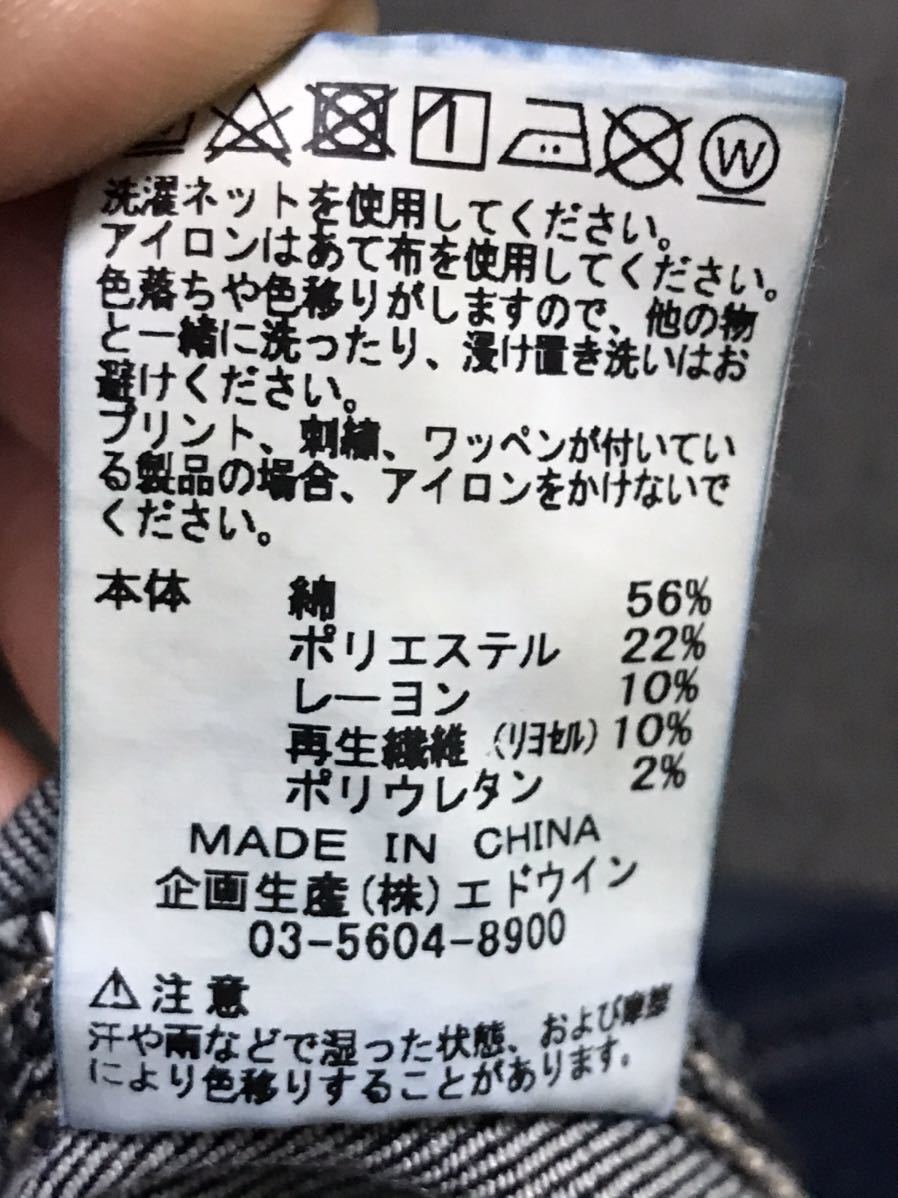 W
洗濯ネットを使用してください。
アイロンはあて布を使用してください。
色落ちや色移りがしますので、他の物
と一緒に洗ったり、浸け置き洗いはお
避けください。
プリント、刺繍、ワッペンが付いてい
る製品の場合、アイロンをかけないで
ください。
本体 綿 56%
ポリエステル 22%
レーヨン 10%
再生繊維（リヨセル）10%
ポリウレタン 2%
MADE IN CHINA
企画生産(株)エドウイン
03-5604-8900
⚠注意
汗や雨などで湿った状態、および摩擦
により色移りすることがあります。